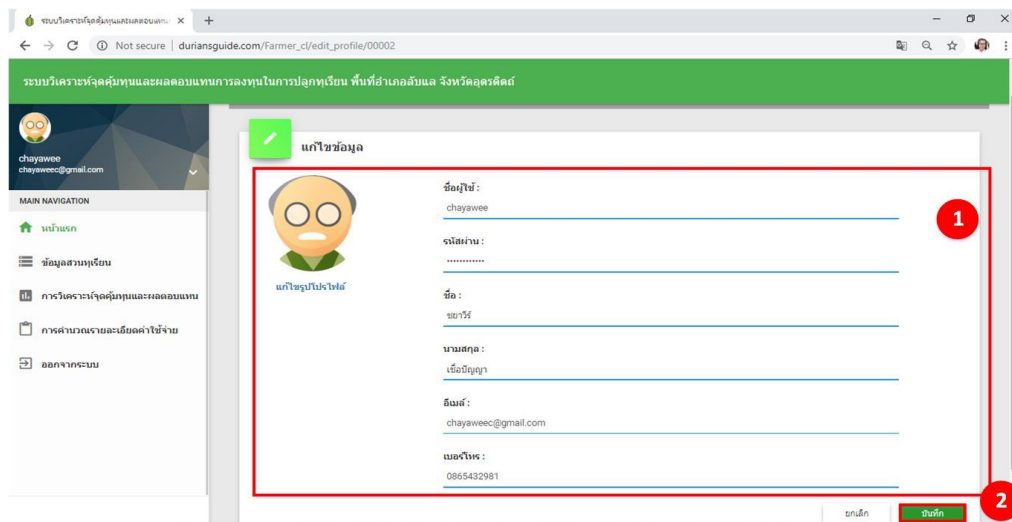 ระบบวิเคราะห์จุดคุ้มทุนและผลตอบแทน
Not secure | duriansguide.com/Farmer_cl/edit_profile/00002
ระบบวิเคราะห์จุดคุ้มทุนและผลตอบแทนการลงทุนในการปลูกทุเรียน พื้นที่อำเภอลับแล จังหวัดอุตรดิตถ์
chayawee
chayaweec@gmail.com
MAIN NAVIGATION
หน้าแรก
ข้อมูลสวนทุเรียน
การวิเคราะห์จุดคุ้มทุนและผลตอบแทน
การคำนวณรายละเอียดค่าใช้จ่าย
ออกจากระบบ
แก้ไขข้อมูล
แก้ไขรูปโปรไฟล์
ชื่อผู้ใช้ :
chayawee
รหัสผ่าน :
............
ชื่อ :
ชยาวีร์
นามสกุล :
เชื้อปัญญา
อีเมล์ :
chayaweec@gmail.com
เบอร์โทร :
0865432981
1
ยกเลิก
บันทึก
2